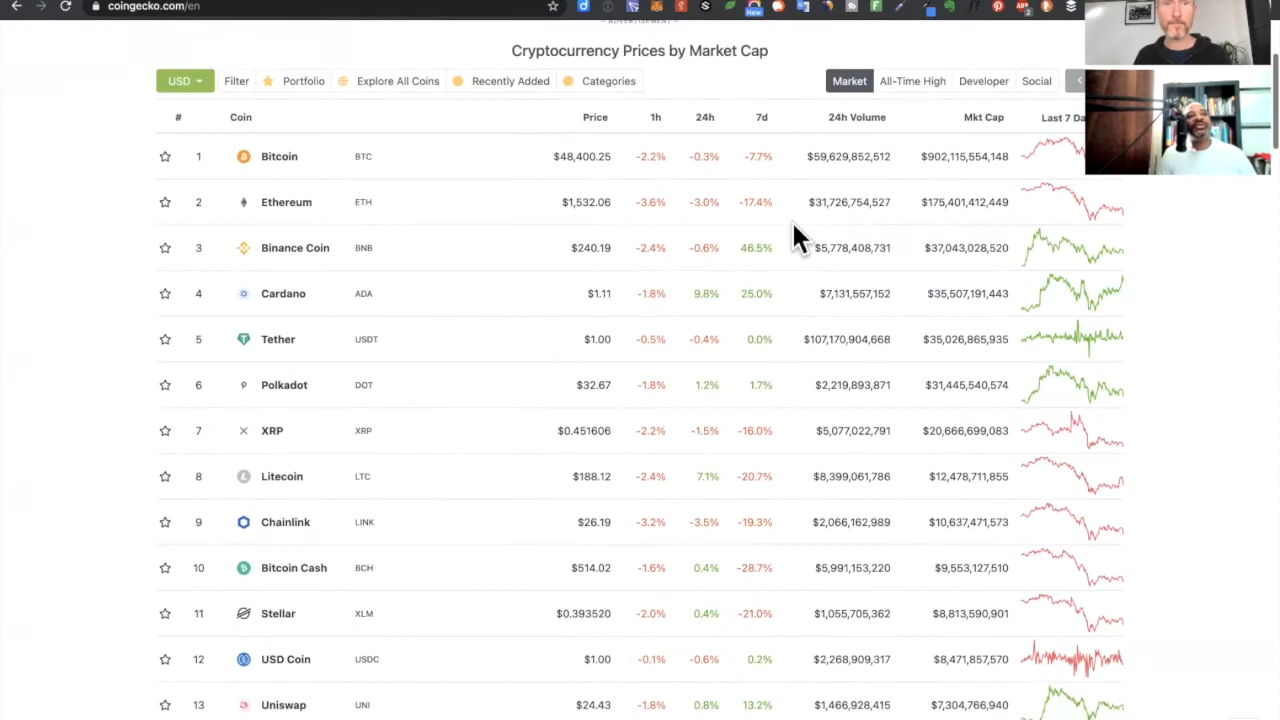 coingecko.com/en
New
ABP
2
ADVERTISEMENT
Cryptocurrency Prices by Market Cap
USD Filter Portfolio Explore All Coins Recently Added Categories Market All-Time High Developer Social
# Coin Price 1h 24h 7d 24h Volume Mkt Cap Last 7 Da
1 Bitcoin BTC $48,400.25 -2.2% -0.3% -7.7% $59,629,852,512 $902,115,554,148
2 Ethereum ETH $1,532.06 -3.6% -3.0% -17.4% $31,726,754,527 $175,401,412,449
3 Binance Coin BNB $240.19 -2.4% -0.6% 46.5% $5,778,408,731 $37,043,028,520
4 Cardano ADA $1.11 -1.8% 9.8% 25.0% $7,131,557,152 $35,507,191,443
5 Tether USDT $1.00 -0.5% -0.4% 0.0% $107,170,904,668 $35,026,865,935
6 Polkadot DOT $32.67 -1.8% 1.2% 1.7% $2,219,893,871 $31,445,540,574
7 XRP XRP $0.451606 -2.2% -1.5% -16.0% $5,077,022,791 $20,666,699,083
8 Litecoin LTC $188.12 -2.4% 7.1% -20.7% $8,399,061,786 $12,478,711,855
9 Chainlink LINK $26.19 -3.2% -3.5% -19.3% $2,066,162,989 $10,637,471,573
10 Bitcoin Cash BCH $514.02 -1.6% 0.4% -28.7% $5,991,153,220 $9,553,127,510
11 Stellar XLM $0.393520 -2.0% 0.4% -21.0% $1,055,705,362 $8,813,590,901
12 USD Coin USDC $1.00 -0.1% -0.6% 0.2% $2,268,909,317 $8,471,857,570
13 Uniswap UNI $24.43 -1.8% 0.8% 13.2% $1,466,928,415 $7,304,766,940